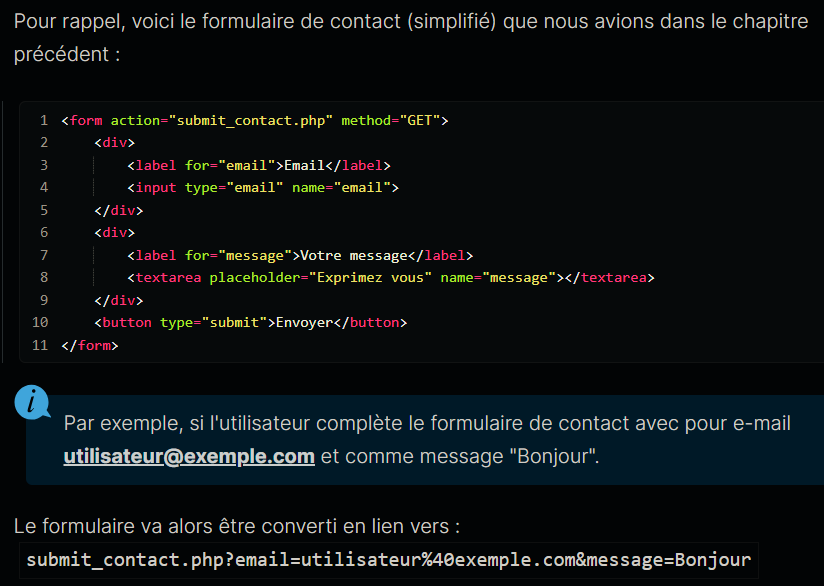 Pour rappel, voici le formulaire de contact (simplifié) que nous avions dans le chapitre
précédent :
1 <form action="submit_contact.php" method="GET">
2     <div>
3         <label for="email">Email</label>
4         <input type="email" name="email">
5     </div>
6     <div>
7         <label for="message">Votre message</label>
8         <textarea placeholder="Exprimez vous" name="message"></textarea>
9     </div>
10     <button type="submit">Envoyer</button>
11 </form>
i
Par exemple, si l'utilisateur complète le formulaire de contact avec pour e-mail
utilisateur@exemple.com et comme message "Bonjour".
Le formulaire va alors être converti en lien vers :
submit_contact.php?email=utilisateur%40exemple.com&message=Bonjour